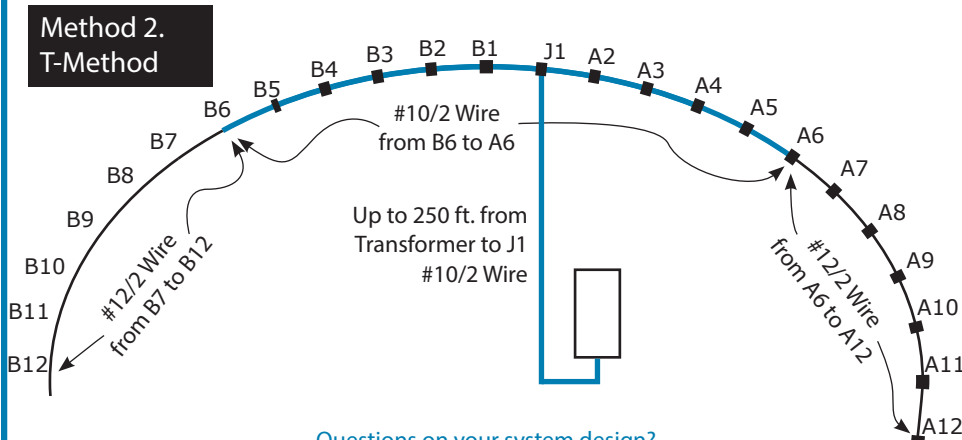 Method 2.
T-Method
B6
B5
B4
B3
B2
B1
J1
A2
A3
A4
A5
A6
B7
B8
B9
B10
B11
B12
A7
A8
A9
A10
A11
A12
#10/2 Wire
from B6 to A6
Up to 250 ft. from
Transformer to J1
#10/2 Wire
#12/2 Wire
from B7 to B12
#12/2 Wire
from A6 to A12
Questions on your system design?